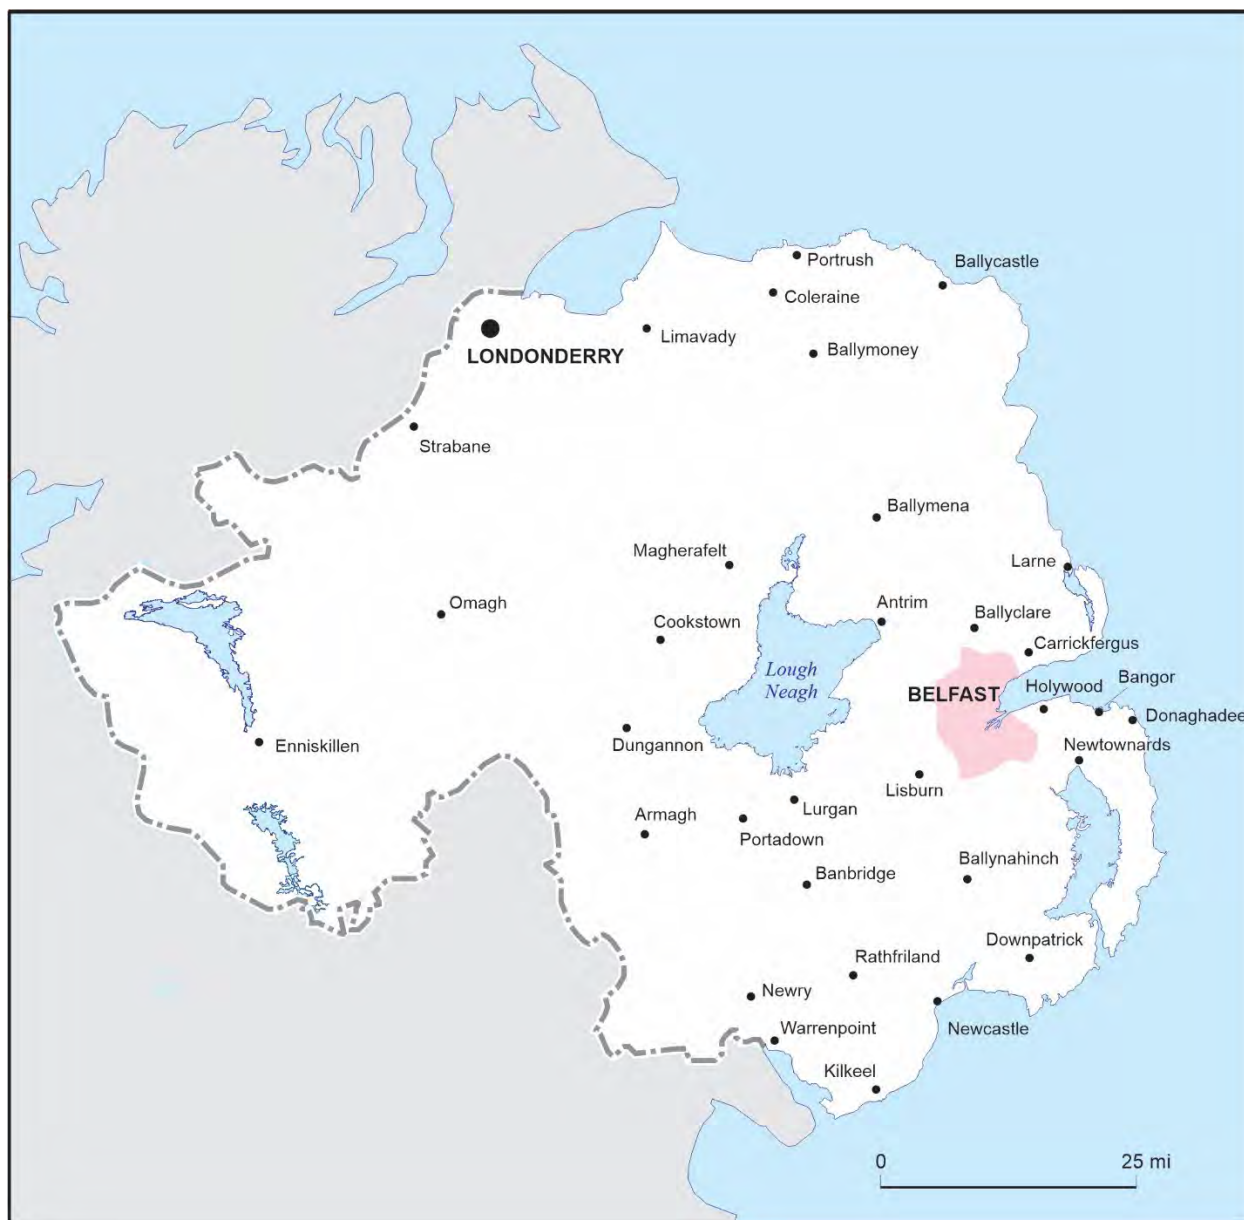 Portrush
Ballycastle
Coleraine
Limavady
Ballymoney
LONDONDERRY
Strabane
Ballymena
Magherafelt
Larne
Omagh
Antrim
Ballyclare
Cookstown
Carrickfergus
Lough
Neagh
BELFAST
Holywood
Bangor
Donaghadee
Enniskillen
Dungannon
Newtownards
Lisburn
Armagh
Lurgan
Portadown
Ballynahinch
Banbridge
Downpatrick
Rathfriland
Newry
Newcastle
Warrenpoint
Kilkeel
0 25 mi